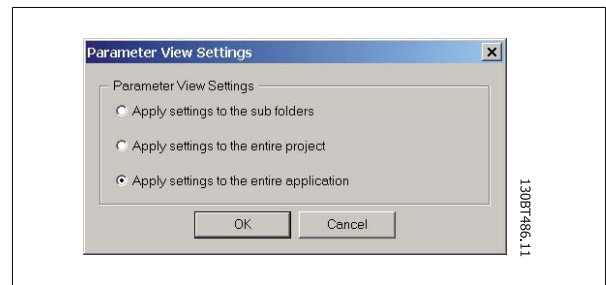 Parameter View Settings
Parameter View Settings
Apply settings to the sub folders
Apply settings to the entire project
Apply settings to the entire application
OK
Cancel
130BT486.11